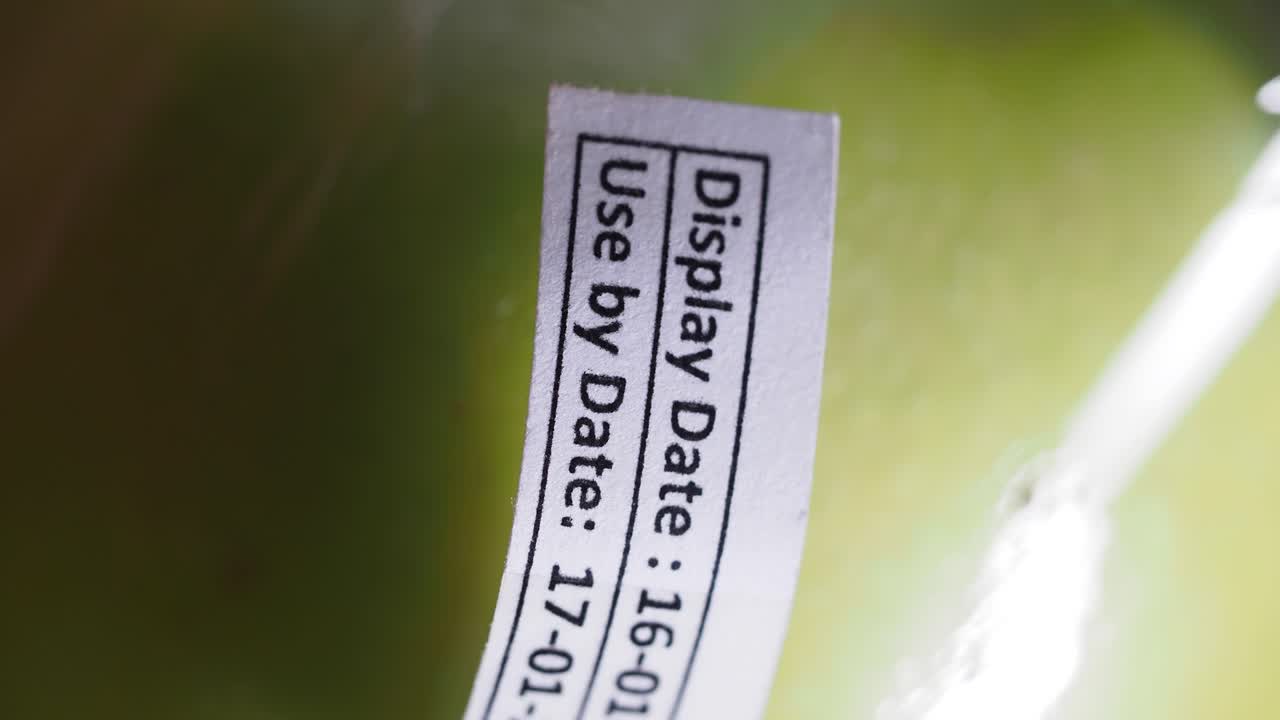 Display Date : 16-01
Use by Date: 17-01-